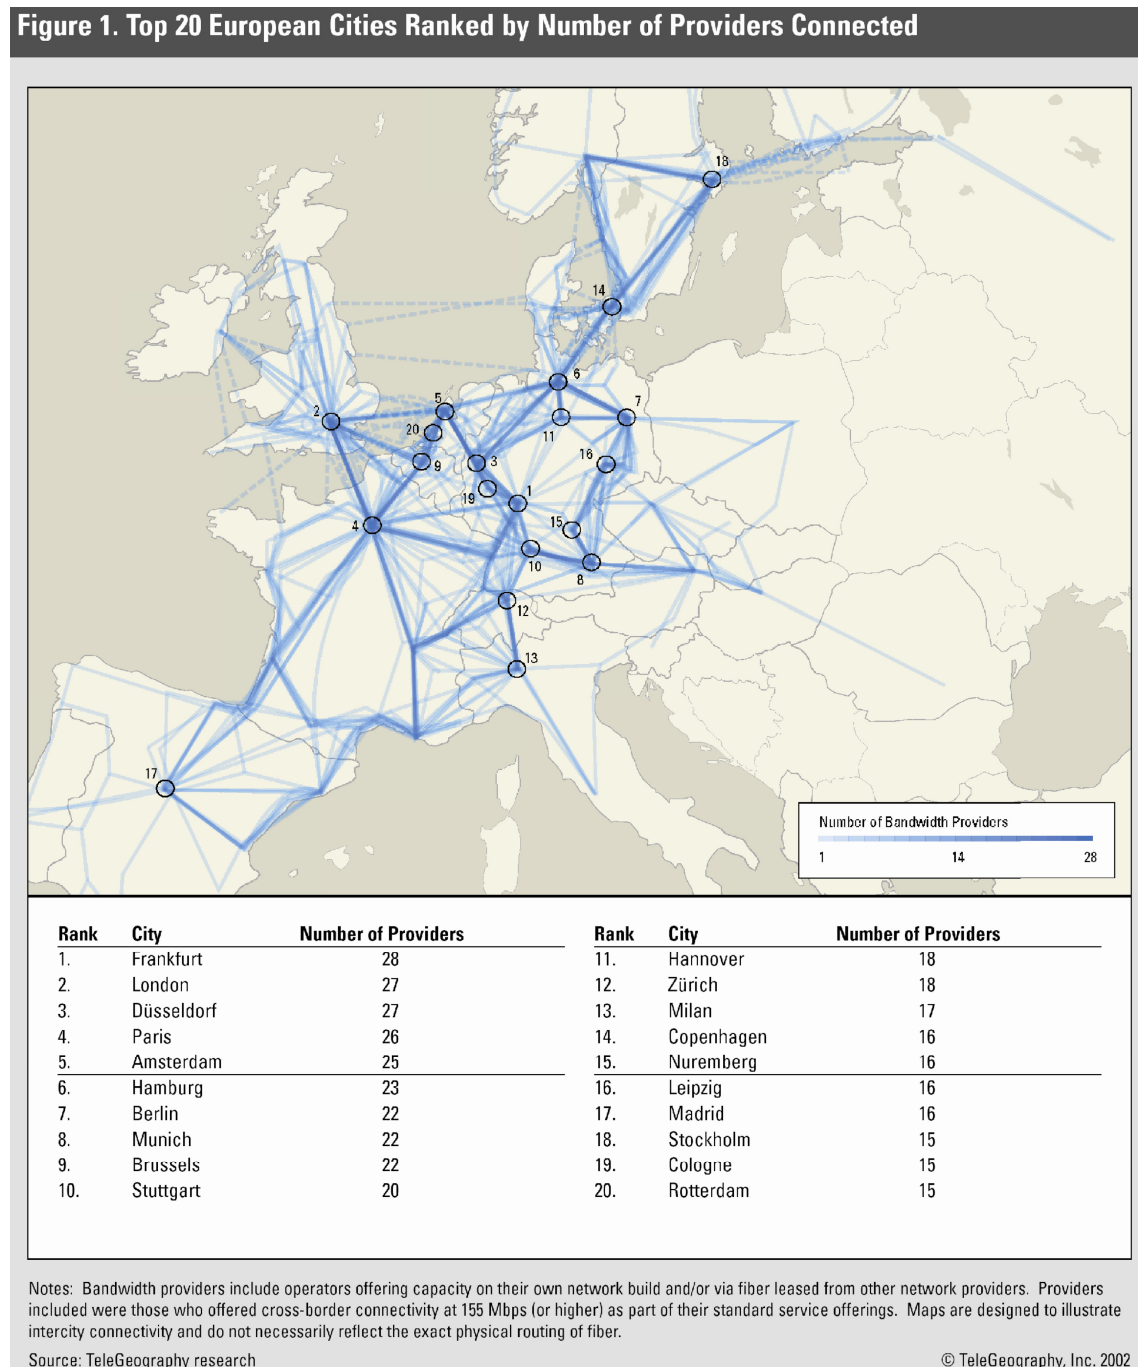 Figure 1. Top 20 European Cities Ranked by Number of Providers Connected
18
14
6
5
7
2
20
11
16
9
3
19
1
15
4
10
8
12
13
17
Number of Bandwidth Providers
1 14 28
Rank City Number of Providers Rank City Number of Providers
1. Frankfurt 28 11. Hannover 18
2. London 27 12. Zürich 18
3. Düsseldorf 27 13. Milan 17
4. Paris 26 14. Copenhagen 16
5. Amsterdam 25 15. Nuremberg 16
6. Hamburg 23 16. Leipzig 16
7. Berlin 22 17. Madrid 16
8. Munich 22 18. Stockholm 15
9. Brussels 22 19. Cologne 15
10. Stuttgart 20 20. Rotterdam 15
Notes: Bandwidth providers include operators offering capacity on their own network build and/or via fiber leased from other network providers. Providers
included were those who offered cross-border connectivity at 155 Mbps (or higher) as part of their standard service offerings. Maps are designed to illustrate
intercity connectivity and do not necessarily reflect the exact physical routing of fiber.
Source: TeleGeography research © TeleGeography, Inc. 2002